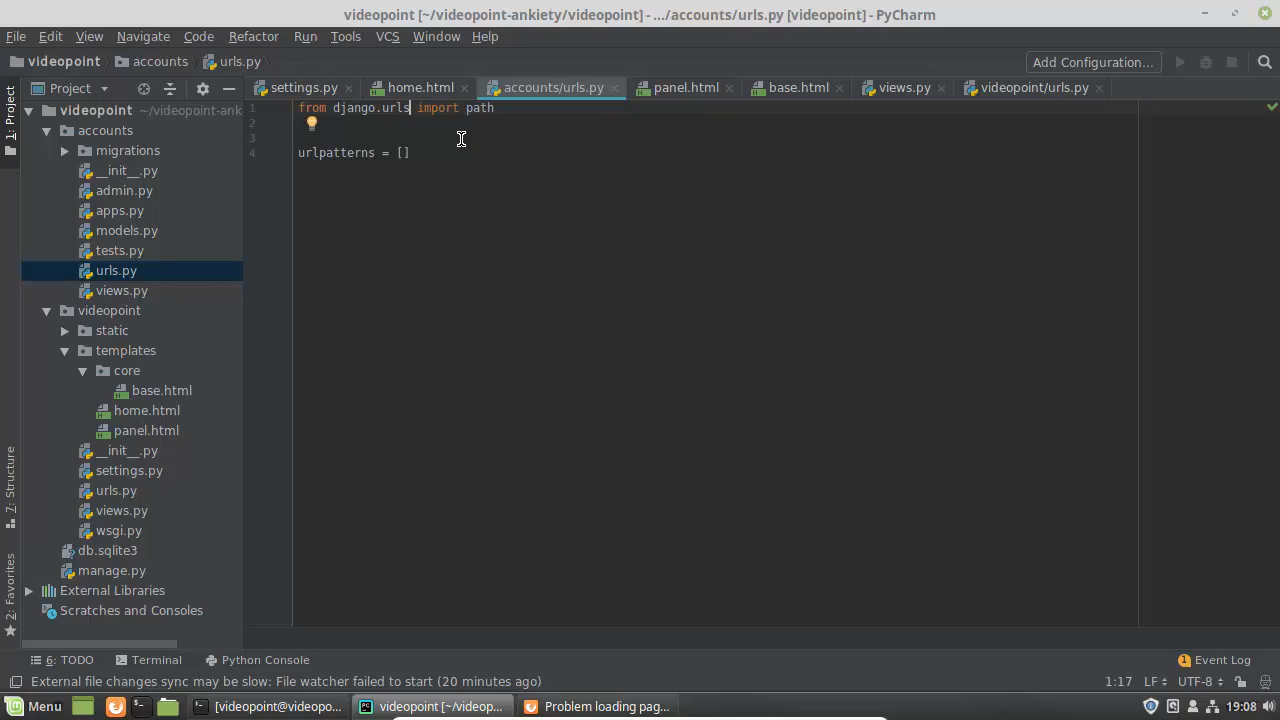 videopoint [~/videopoint-ankiety/videopoint] - .../accounts/urls.py [videopoint] - PyCharm
File Edit View Navigate Code Refactor Run Tools VCS Window Help
videopoint accounts urls.py Add Configuration...
1: Project
Project
settings.py home.html accounts/urls.py panel.html base.html views.py videopoint/urls.py
videopoint ~/videopoint-ank
accounts
migrations
__init__.py
admin.py
apps.py
models.py
tests.py
urls.py
views.py
videopoint
static
templates
core
base.html
home.html
panel.html
__init__.py
settings.py
urls.py
views.py
wsgi.py
db.sqlite3
manage.py
External Libraries
Scratches and Consoles
1 from django.urls import path
2
3
4 urlpatterns = []
7: Structure
2: Favorites
6: TODO Terminal Python Console 1 Event Log
External file changes sync may be slow: File watcher failed to start (20 minutes ago) 1:17 LF UTF-8
Menu [videopoint@videopo... videopoint [~/videop... Problem loading pag... 19:08